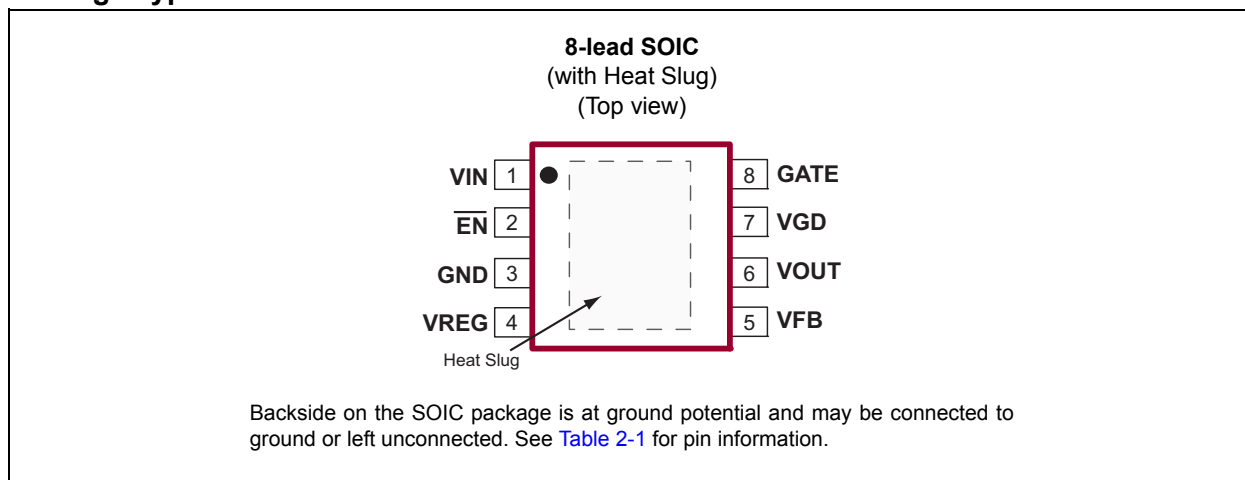 8-lead SOIC
(with Heat Slug)
(Top view)
VIN 1
EN 2
GND 3
VREG 4
8 GATE
7 VGD
6 VOUT
5 VFB
Heat Slug
Backside on the SOIC package is at ground potential and may be connected to
ground or left unconnected. See Table 2-1 for pin information.